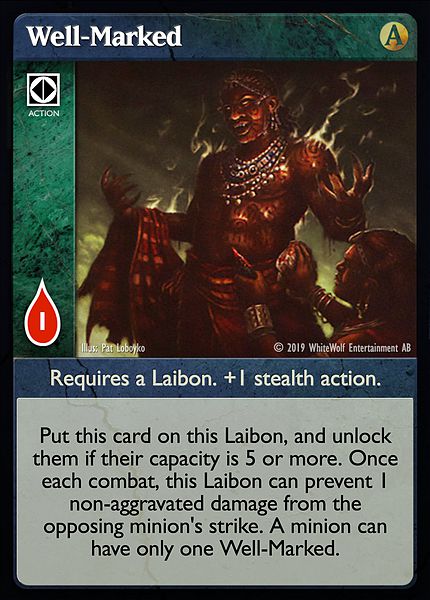 Well-Marked
A
ACTION
1
Illus: Pat Loboyko
© 2019 WhiteWolf Entertainment AB
Requires a Laibon. +1 stealth action.
Put this card on this Laibon, and unlock
them if their capacity is 5 or more. Once
each combat, this Laibon can prevent 1
non-aggravated damage from the
opposing minion's strike. A minion can
have only one Well-Marked.